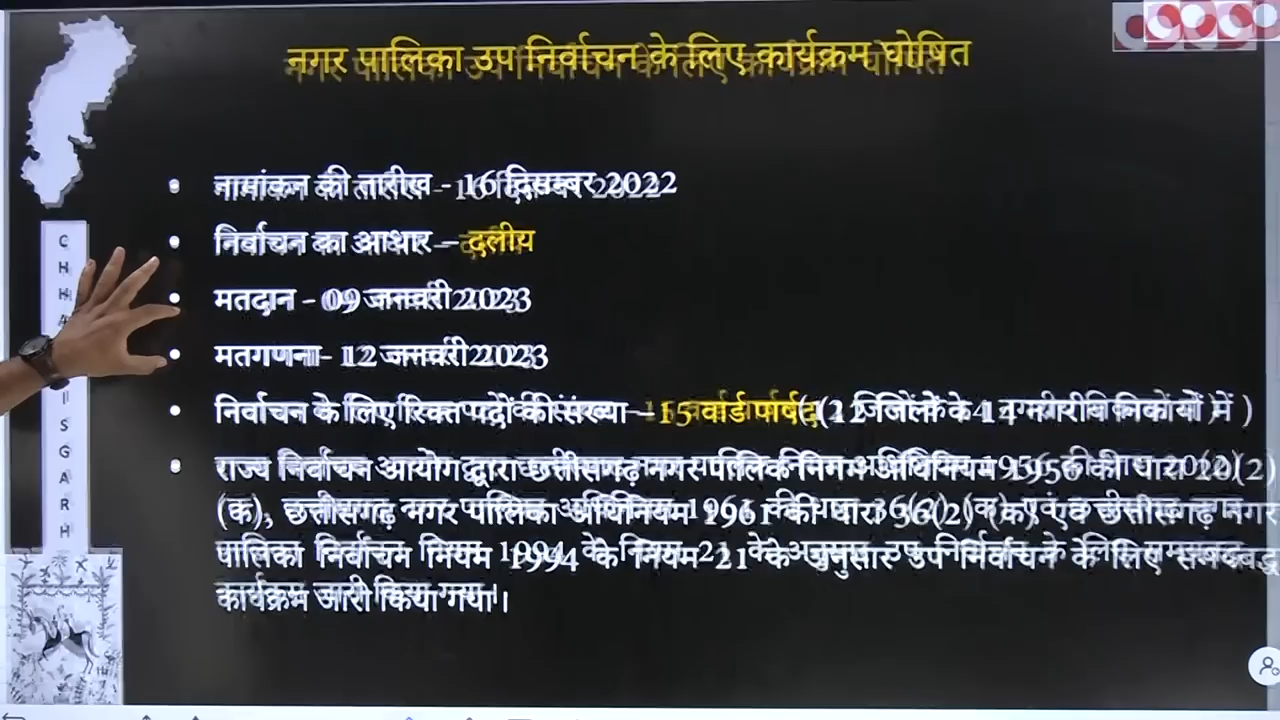 नगर पालिका उप निर्वाचन के लिए कार्यक्रम घोषित
CHHATTISGARH
• नामांकन की तारीख - 16 दिसम्बर 2022
• निर्वाचन का आधार – दलीय
• मतदान - 09 जनवरी 2023
• मतगणना- 12 जनवरी 2023
• निर्वाचन के लिए रिक्त पदों की संख्या – 15 वार्ड पार्षद (12 जिलों के 14 नगरीय निकायों में )
• राज्य निर्वाचन आयोग द्वारा छत्तीसगढ़ नगर पालिक निगम अधिनियम 1956 की धारा 20(2)
(क), छत्तीसगढ़ नगर पालिका अधिनियम 1961 की धारा 36(2) (क) एवं छत्तीसगढ़ नगर
पालिका निर्वाचन नियम 1994 के नियम 21 के अनुसार उप निर्वाचन के लिए समयबद्ध
कार्यक्रम जारी किया गया।